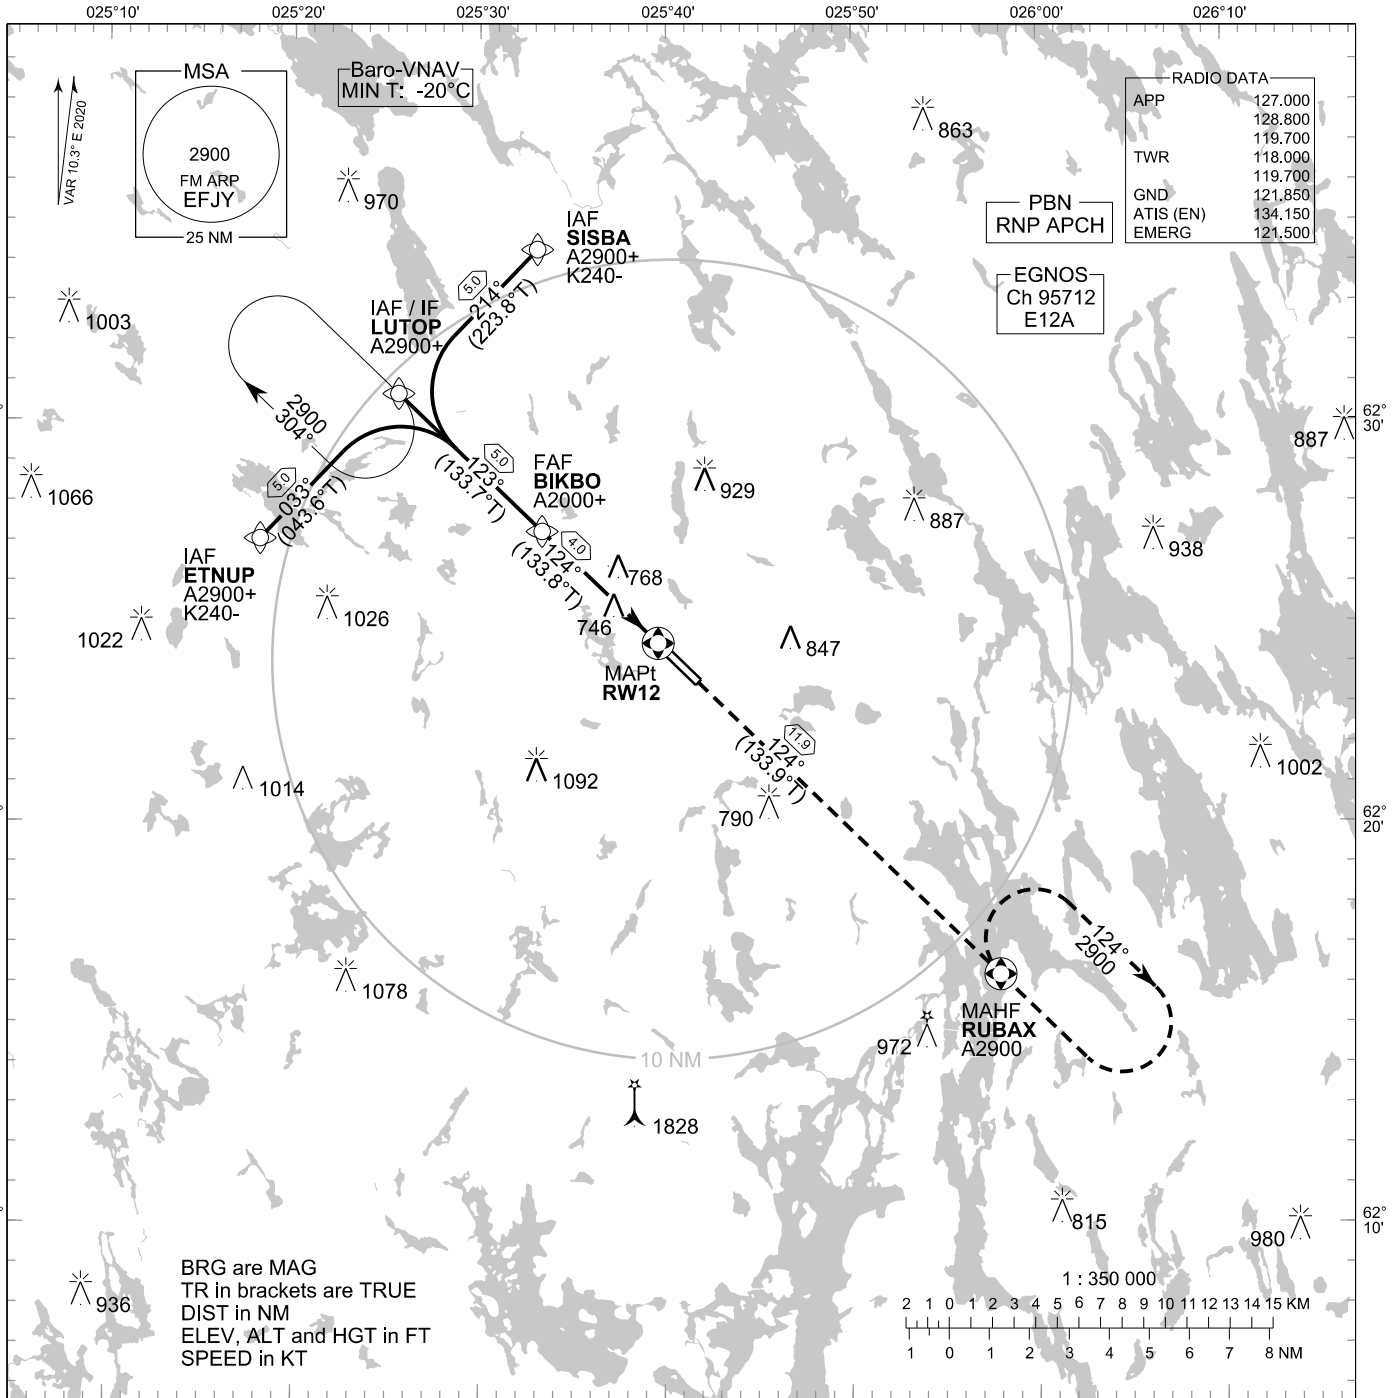 025°10'
025°20'
025°30'
025°40'
025°50'
026°00'
026°10'
VAR 10.3° E 2020
MSA
2900
FM ARP
EFJY
25 NM
Baro-VNAV
MIN T: -20°C
RADIO DATA
APP 127.000
128.800
119.700
TWR 118.000
119.700
GND 121.850
ATIS (EN) 134.150
EMERG 121.500
PBN
RNP APCH
EGNOS
Ch 95712
E12A
863
970
1003
IAF
SISBA
A2900+
K240-
5.0
214°
(223.8°T)
IAF / IF
LUTOP
A2900+
2900
304°
62°
30'
887
1066
5.0
033°
(043.6°T)
5.0
123°
(133.7°T)
FAF
BIKBO
A2000+
929
887
938
IAF
ETNUP
A2900+
K240-
4.0
124°
(133.8°T)
768
746
1026
1022
847
MAPt
RW12
11.9
124°
(133.9°T)
1002
1014
1092
790
62°
20'
124°
2900
1078
MAHF
RUBAX
A2900
972
10 NM
1828
815
980
62°
10'
936
BRG are MAG
TR in brackets are TRUE
DIST in NM
ELEV, ALT and HGT in FT
SPEED in KT
1 : 350 000
2 1 0 1 2 3 4 5 6 7 8 9 10 11 12 13 14 15 KM
1 0 1 2 3 4 5 6 7 8 NM